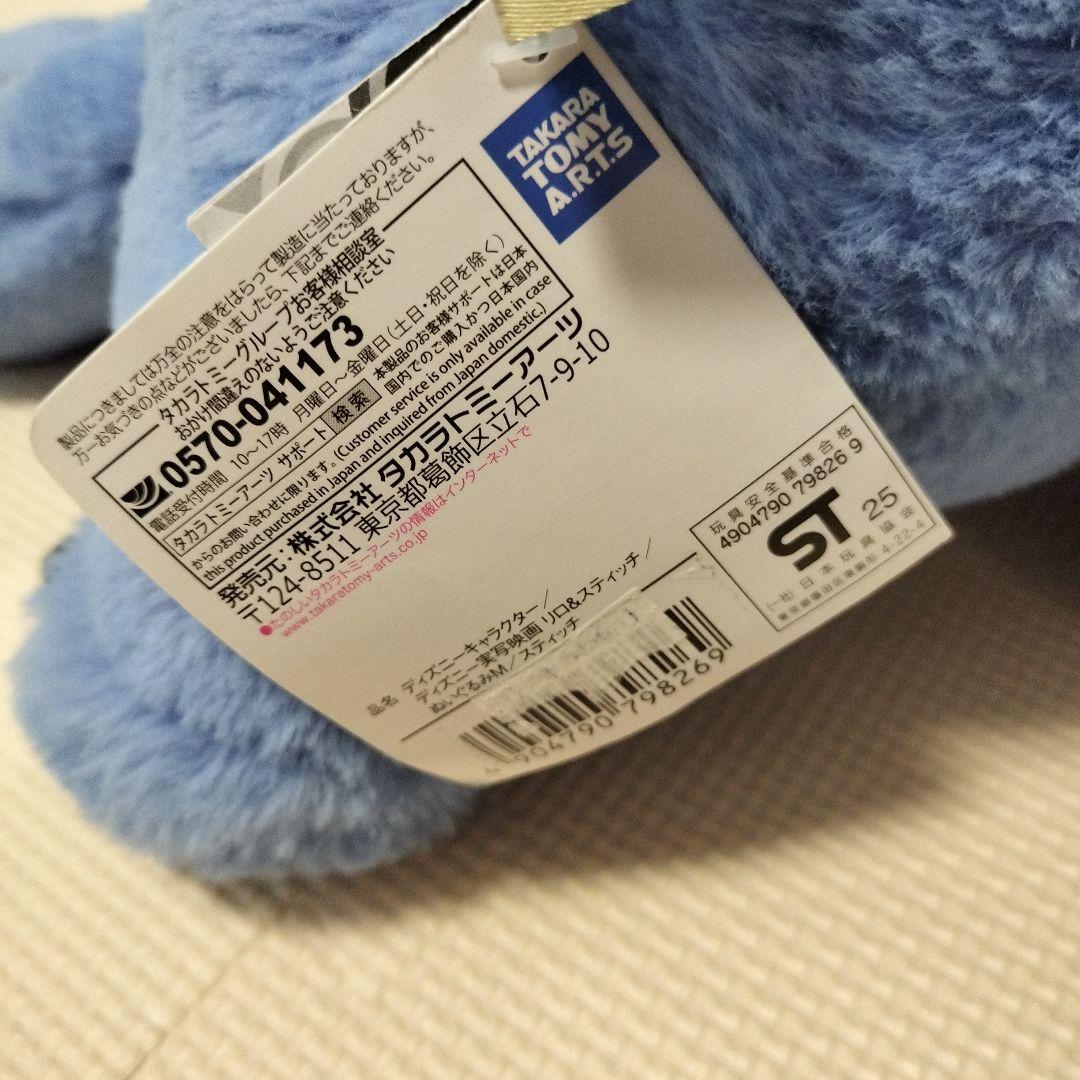 製品につきましては万全の注意をはらって製造に当たっておりますが、
万一お気づきの点などがございましたら、下記までご連絡ください。
タカラトミーグループお客様相談室
おかけ間違えのないようご注意ください
0570-041173
電話受付時間 10〜17時 月曜日〜金曜日(土日・祝日を除く)
タカラトミーアーツ サポート 検索
本製品のお客様サポートは日本
国内でのご購入かつ日本国内
からのお問い合わせに限ります。(Customer service is only available in case
this product purchased in Japan and inquired from Japan domestic.)
発売元:株式会社 タカラトミーアーツ
〒124-8511 東京都葛飾区立石7-9-10
●たのしいタカラトミーアーツの情報はインターネットで
www.takaratomy-arts.co.jp
TAKARA
TOMY
A.R.T.S
玩具安全基準合格
4904790 79826 9
ST
25
(一社)日本玩具協会
東京都墨田区東駒形 4-22-4
品名 ディズニーキャラクター/
ディズニー実写映画 リロ&スティッチ/
ぬいぐるみM/スティッチ
4 904790 798269